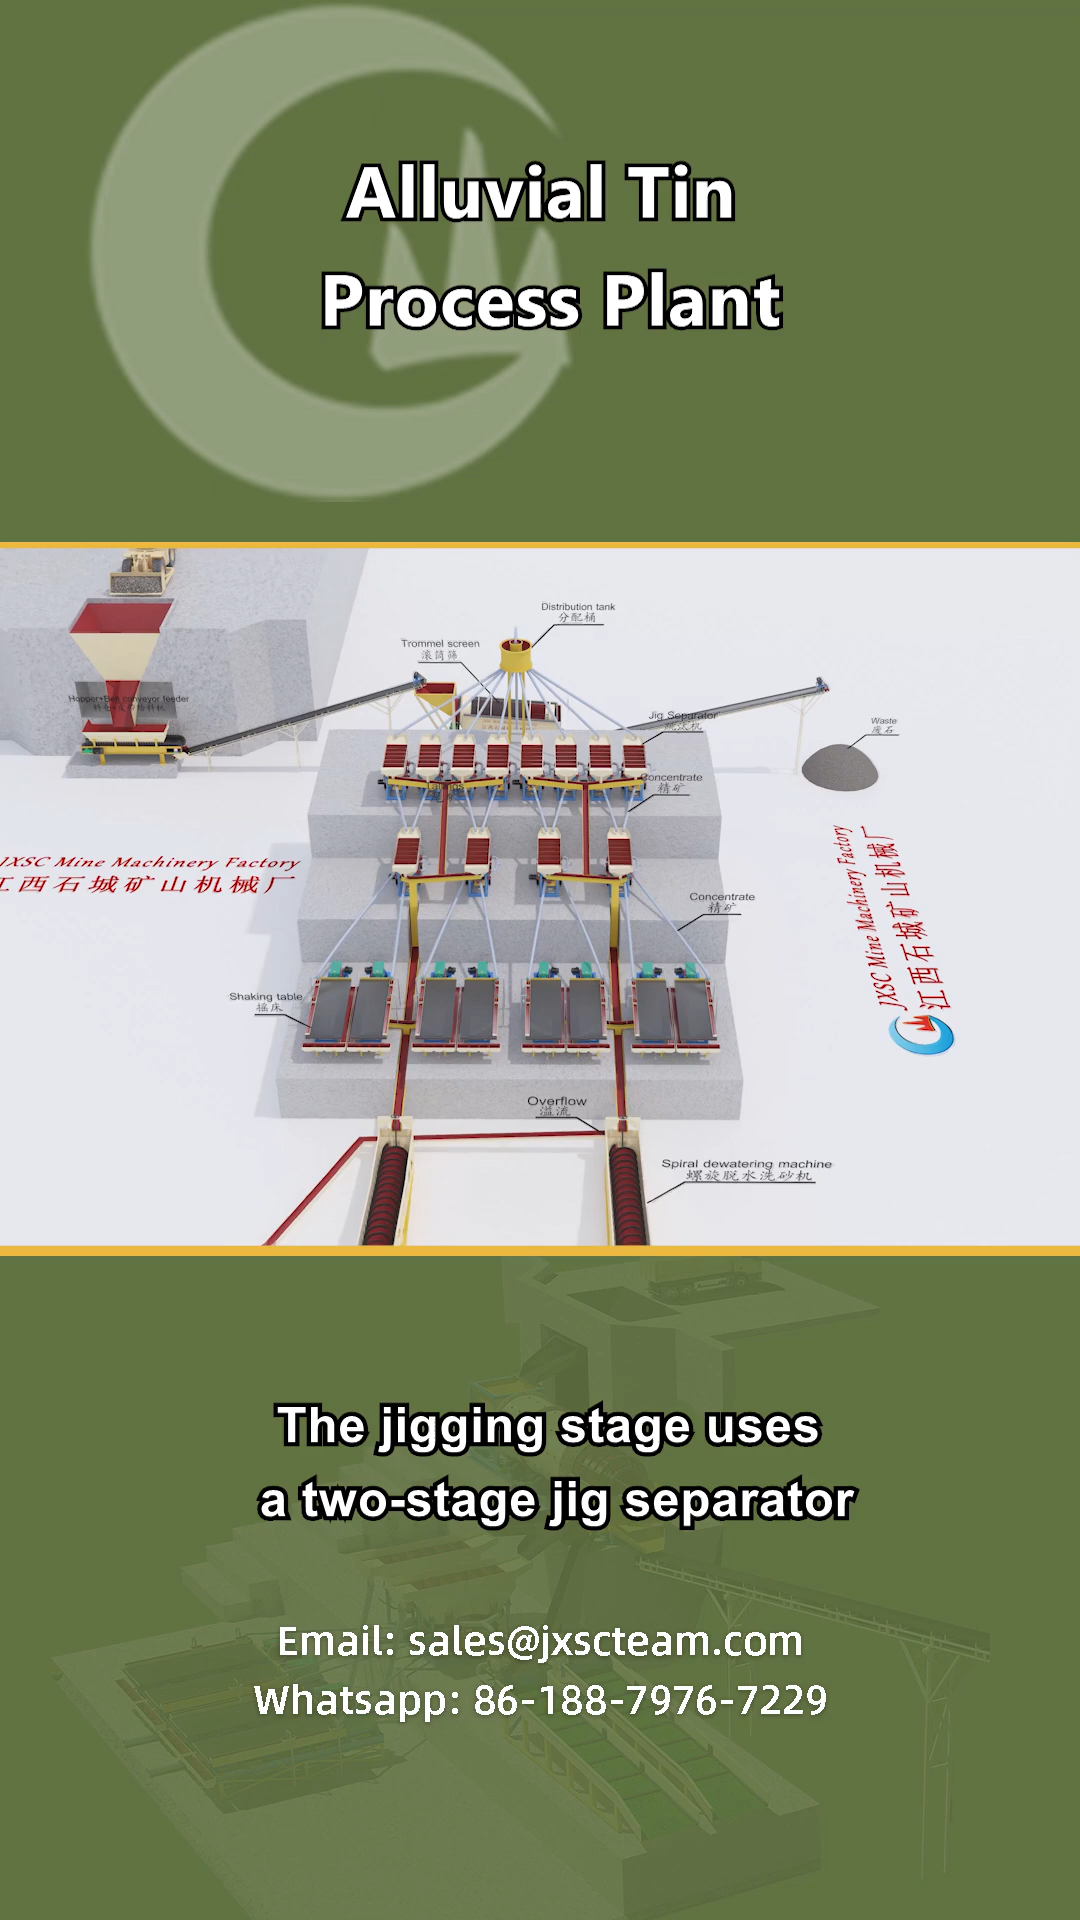 Alluvial Tin
Process Plant
Distribution tank
分配桶
Trommel screen
滚筒筛
Hopper+Belt conveyor feeder
Jig Separator
Waste
废石
Concentrate
精矿
JXSC Mine Machinery Factory
江西石城矿山机械厂
JXSC Mine Machinery Factory
江西石城矿山机械厂
Concentrate
精矿
Shaking table
摇床
Overflow
溢流
Spiral dewatering machine
螺旋脱水洗砂机
The jigging stage uses
a two-stage jig separator
Email: sales@jxscteam.com
Whatsapp: 86-188-7976-7229